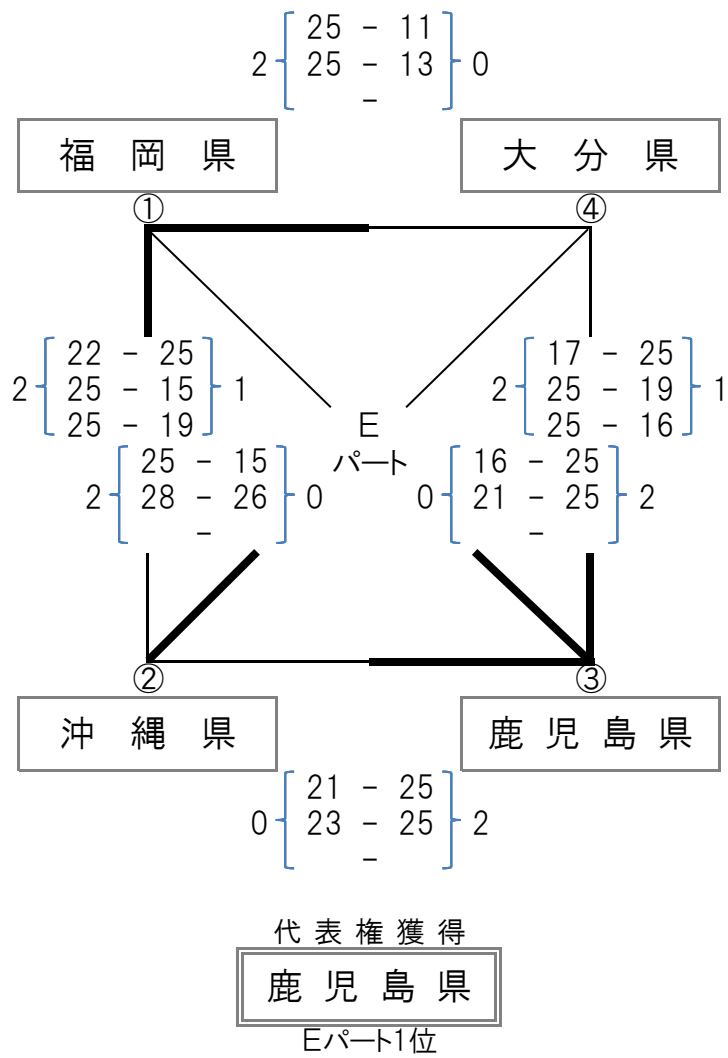 25 - 11
2 25 - 13 0
-
福岡県 大分県
① ④
22 - 25
2 25 - 15 1
25 - 19
17 - 25
2 25 - 19 1
25 - 16
E
パート
25 - 15
2 28 - 26 0
-
16 - 25
0 21 - 25 2
-
② ③
沖縄県 鹿児島県
21 - 25
0 23 - 25 2
-
代表権獲得
鹿児島県
Eパート1位